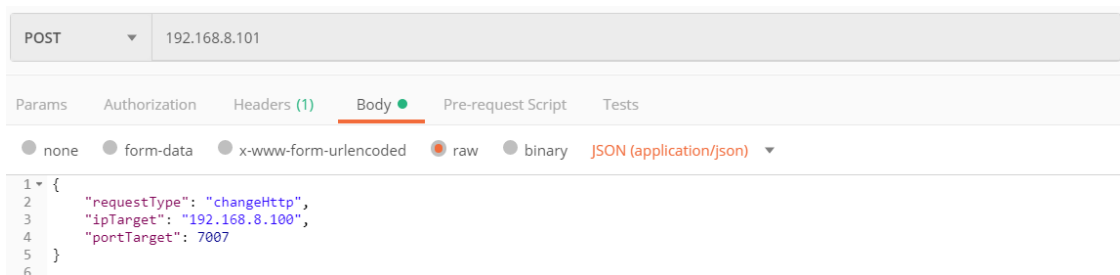 POST 192.168.8.101
Params Authorization Headers (1) Body Pre-request Script Tests
none form-data x-www-form-urlencoded raw binary JSON (application/json)
1 {
2 "requestType": "changeHttp",
3 "ipTarget": "192.168.8.100",
4 "portTarget": 7007
5 }
6